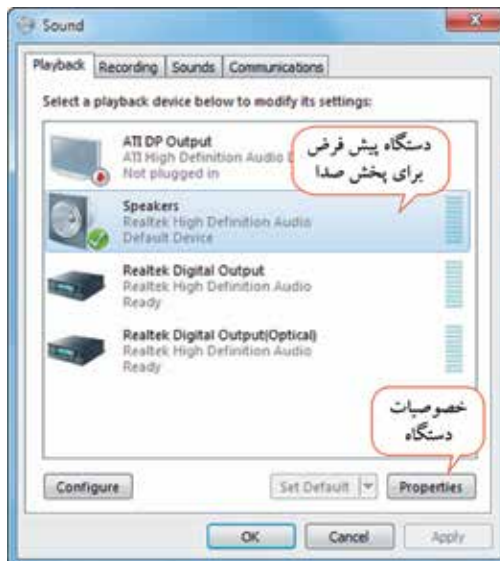 Sound
Playback Recording Sounds Communications
Select a playback device below to modify its settings:
ATI DP Output
ATI High Definition Audio D
Not plugged in
دستگاه پیش فرض
برای پخش صدا
Speakers
Realtek High Definition Audio
Default Device
Realtek Digital Output
Realtek High Definition Audio
Ready
Realtek Digital Output(Optical)
Realtek High Definition Audio
Ready
خصوصیات
دستگاه
Configure Set Default Properties
OK Cancel Apply